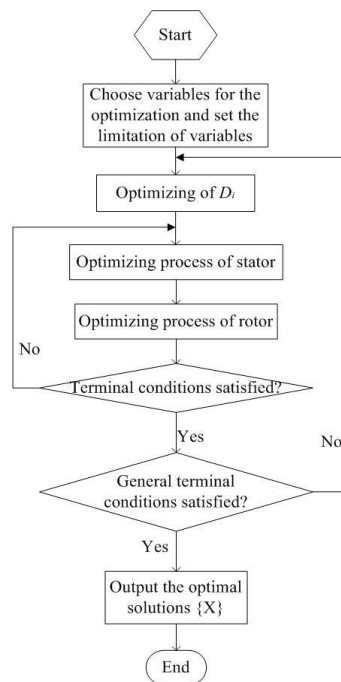 Start
Choose variables for the
optimization and set the
limitation of variables
Optimizing of Di
Optimizing process of stator
Optimizing process of rotor
No
Terminal conditions satisfied?
Yes
No
General terminal
conditions satisfied?
Yes
Output the optimal
solutions {X}
End